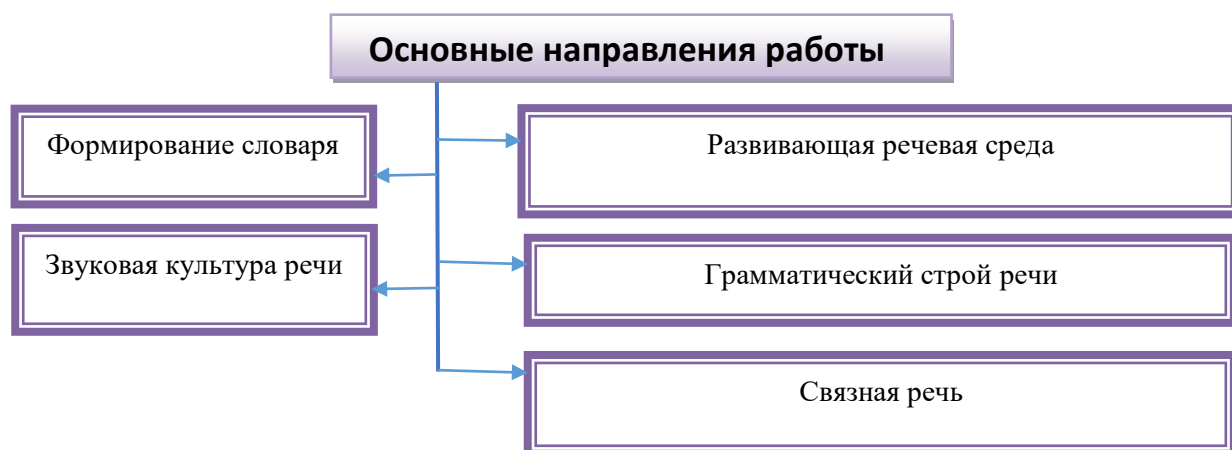 Основные направления работы
Формирование словаря
Развивающая речевая среда
Звуковая культура речи
Грамматический строй речи
Связная речь